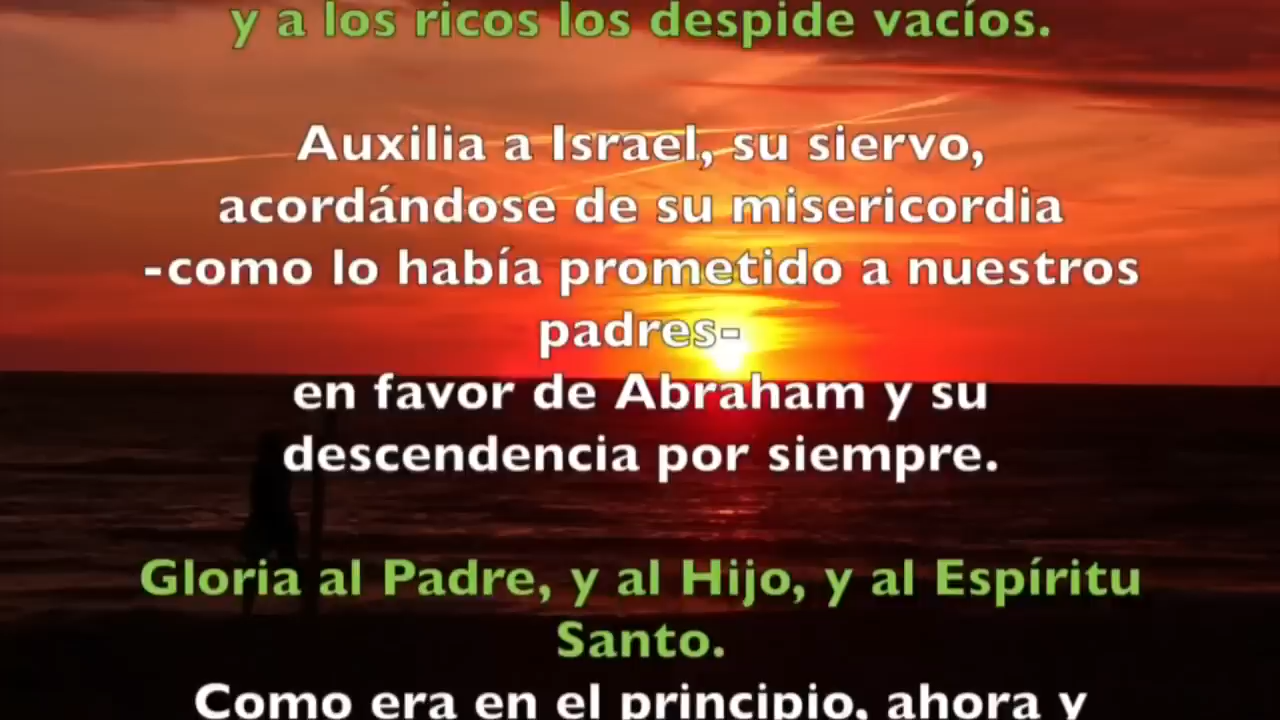 y a los ricos los despide vacíos.
Auxilia a Israel, su siervo,
acordándose de su misericordia
-como lo había prometido a nuestros
padres-
en favor de Abraham y su
descendencia por siempre.
Gloria al Padre, y al Hijo, y al Espíritu
Santo.
Como era en el principio, ahora y